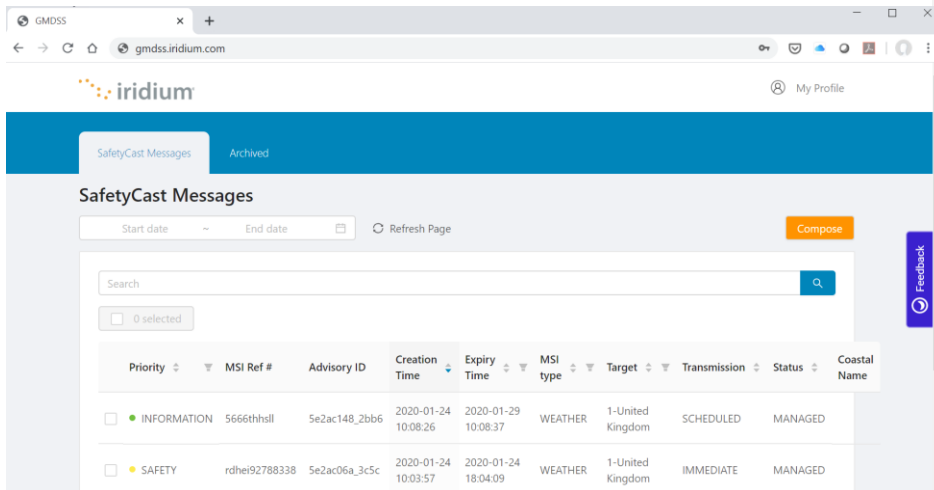 GMDSS
gmdss.iridium.com
iridium
My Profile
SafetyCast Messages Archived
SafetyCast Messages
Start date ~ End date Refresh Page Compose
Feedback
Search
0 selected
Priority MSI Ref # Advisory ID Creation Time Expiry Time MSI type Target Transmission Status Coastal Name
INFORMATION 5666thhsll 5e2ac148_2bb6 2020-01-24 10:08:26 2020-01-29 10:08:37 WEATHER 1-United Kingdom SCHEDULED MANAGED
SAFETY rdhei92788338 5e2ac06a_3c5c 2020-01-24 10:03:57 2020-01-24 18:04:09 WEATHER 1-United Kingdom IMMEDIATE MANAGED